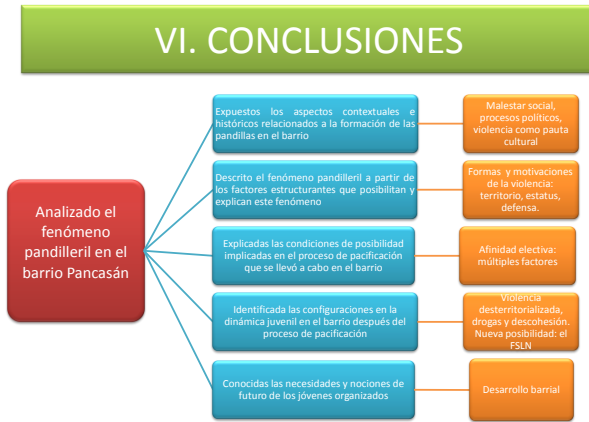 VI. CONCLUSIONES
Analizado el
fenómeno
pandilleril en el
barrio Pancasán
Expuestos los aspectos contextuales e
históricos relacionados a la formación de las
pandillas en el barrio
Malestar social,
procesos políticos,
violencia como pauta
cultural
Descrito el fenómeno pandilleril a partir de
los factores estructurantes que posibilitan y
explican este fenómeno
Formas y motivaciones
de la violencia:
territorio, estatus,
defensa.
Explicadas las condiciones de posibilidad
implicadas en el proceso de pacificación
que se llevó a cabo en el barrio
Afinidad electiva:
múltiples factores
Identificada las configuraciones en la
dinámica juvenil en el barrio después del
proceso de pacificación
Violencia
desterritorializada,
drogas y descohesión.
Nueva posibilidad: el
FSLN
Conocidas las necesidades y nociones de
futuro de los jóvenes organizados
Desarrollo barrial